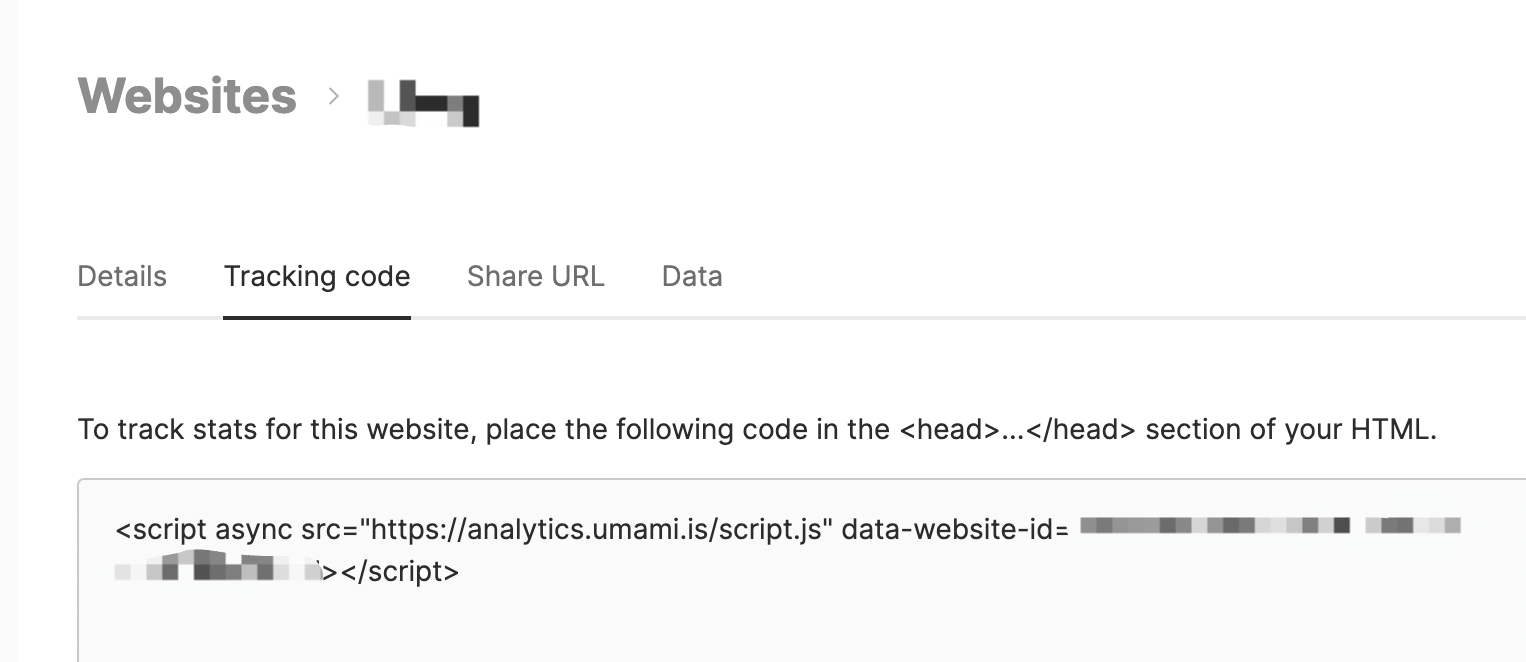 Websites >
Details Tracking code Share URL Data
To track stats for this website, place the following code in the <head>...</head> section of your HTML.
<script async src="https://analytics.umami.is/script.js" data-website-id=
></script>